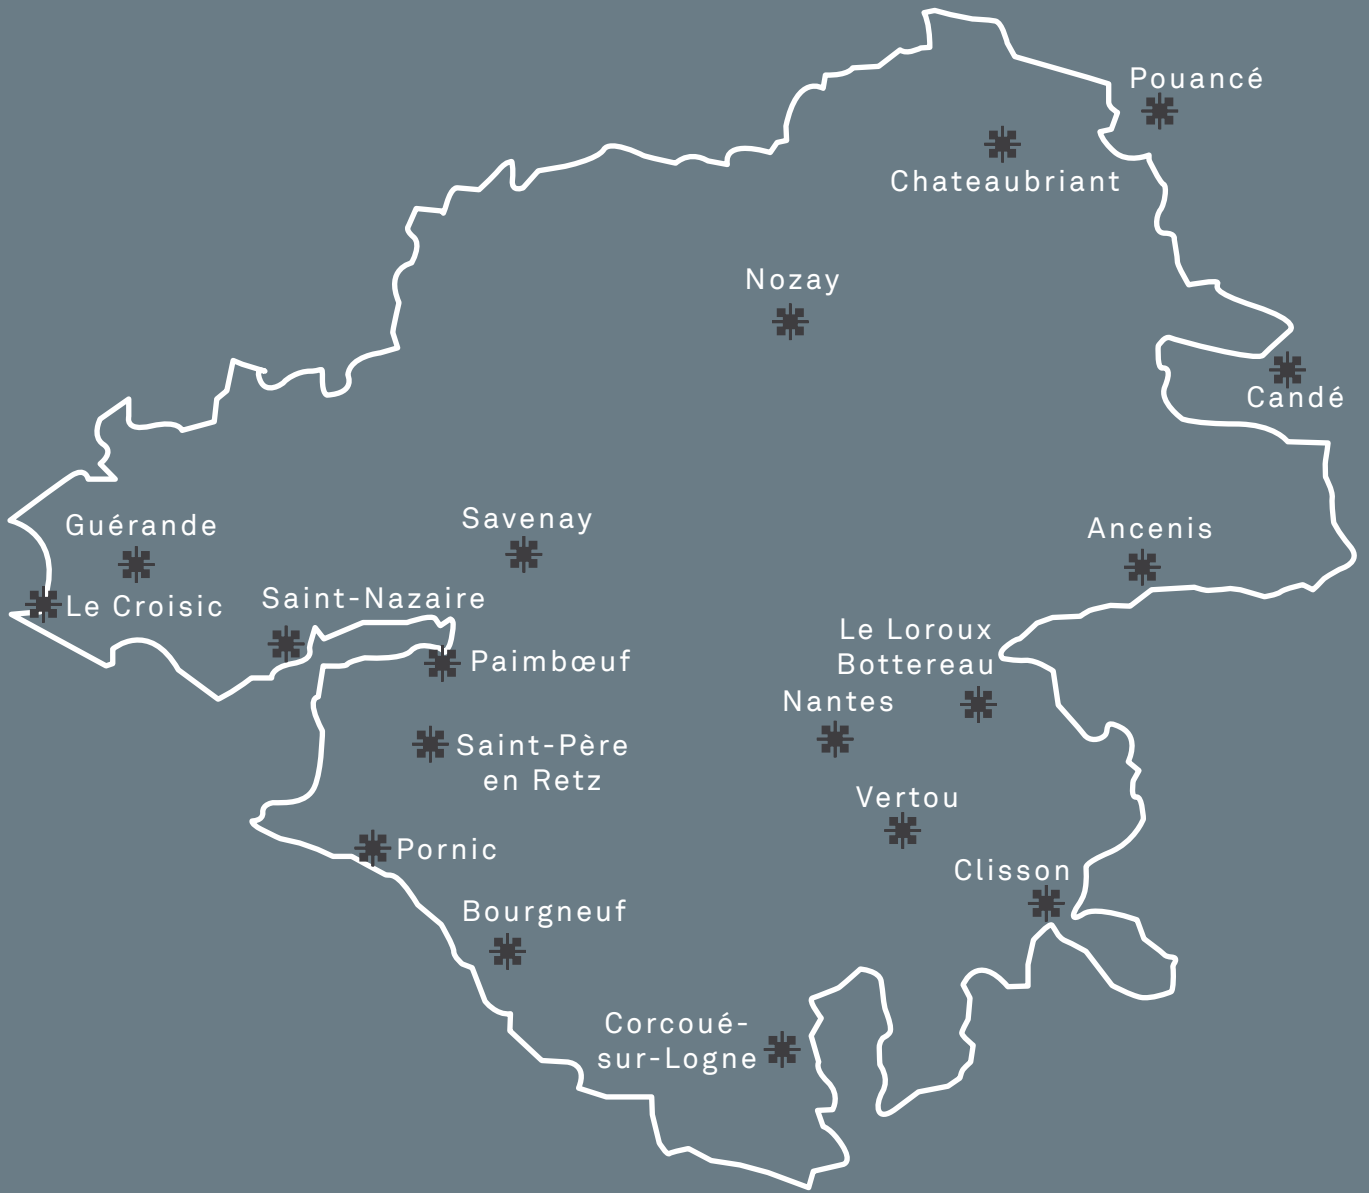 Pouancé
Chateaubriant
Nozay
Candé
Guérande
Savenay
Ancenis
Le Croisic
Saint-Nazaire
Le Loroux
Bottereau
Paimbœuf
Nantes
Saint-Père
en Retz
Vertou
Pornic
Clisson
Bourgneuf
Corcoué-
sur-Logne